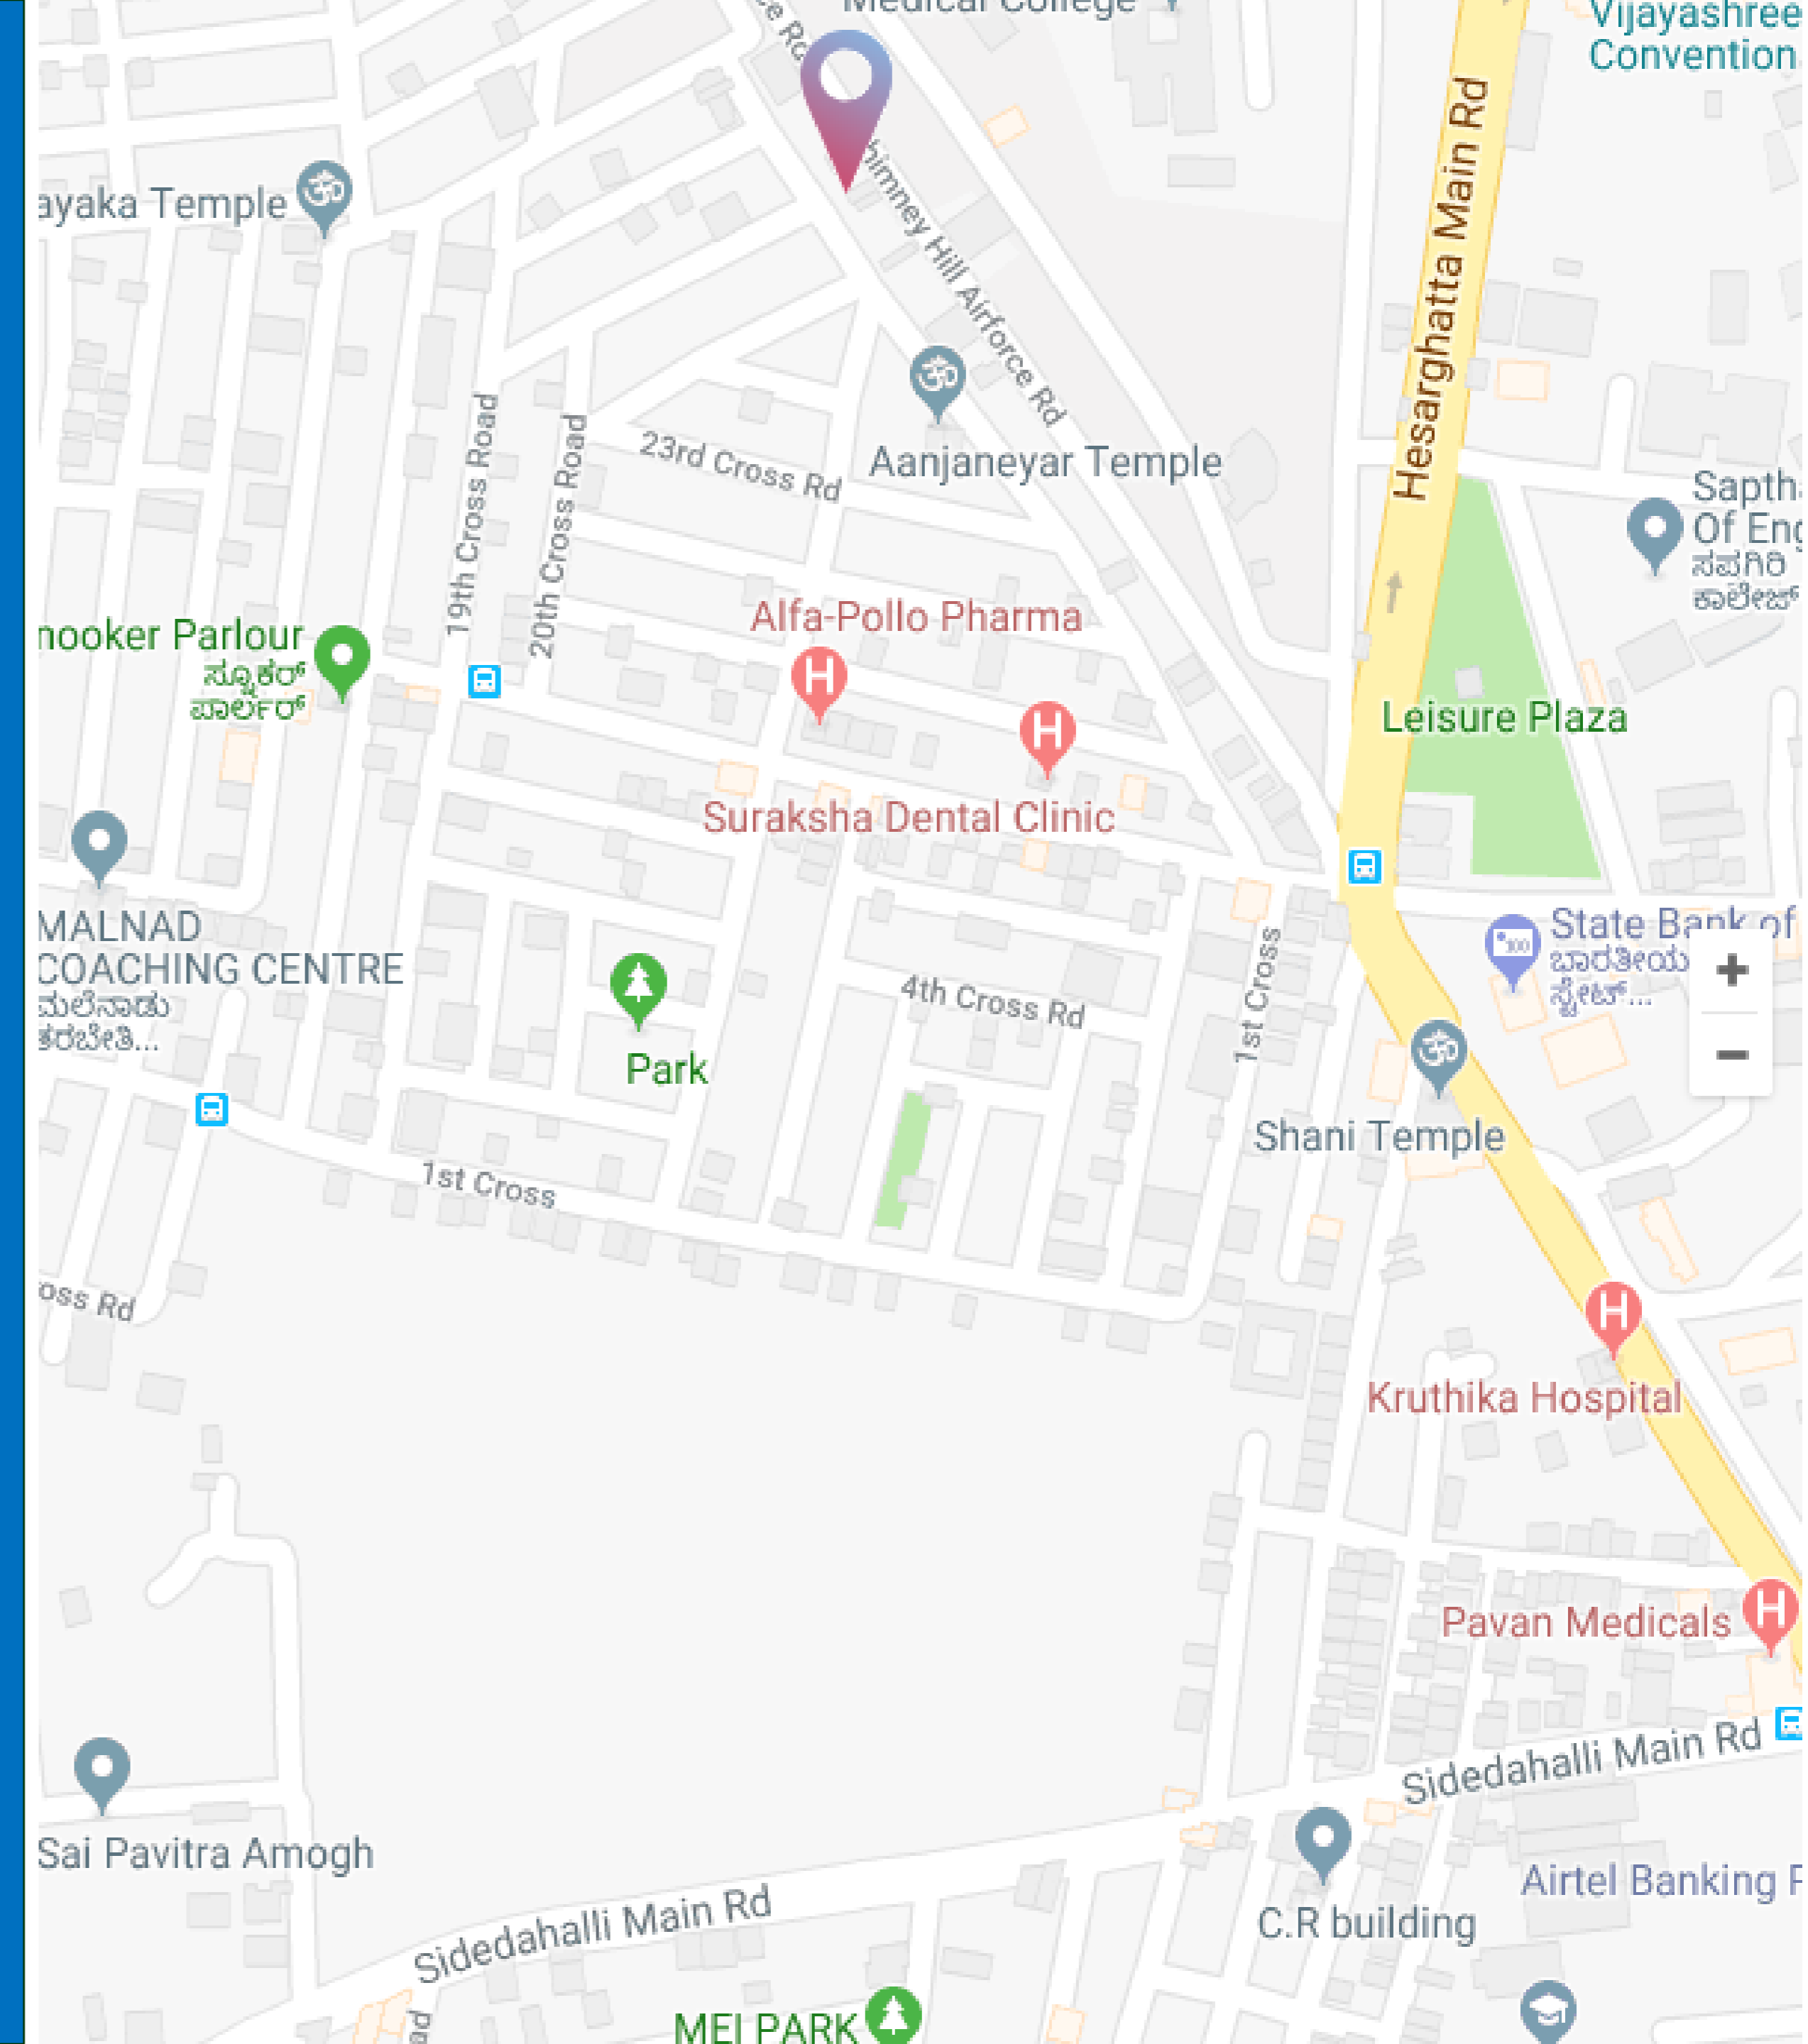 Medical College
Vijayashree
Convention
ce Rd
Hesarghatta Main Rd
ayaka Temple
himney Hill Airforce Rd
Aanjaneyar Temple
23rd Cross Rd
19th Cross Road
20th Cross Road
Sapth
Of Eng
ಕಾಲೇಜ್
Alfa-Pollo Pharma
nooker Parlour
ಸ್ನೂಕರ್
ಪಾರ್ಲರ್
Leisure Plaza
Suraksha Dental Clinic
MALNAD
COACHING CENTRE
ಮಲೆನಾಡು
ತರಬೇತಿ...
State Bank of
ಭಾರತೀಯ
ಸ್ಟೇಟ್...
+
−
4th Cross Rd
1st Cross
Park
Shani Temple
1st Cross
oss Rd
Kruthika Hospital
Pavan Medicals
Sidedahalli Main Rd
Sai Pavitra Amogh
C.R building
Airtel Banking P
Sidedahalli Main Rd
ad
MEI PARK